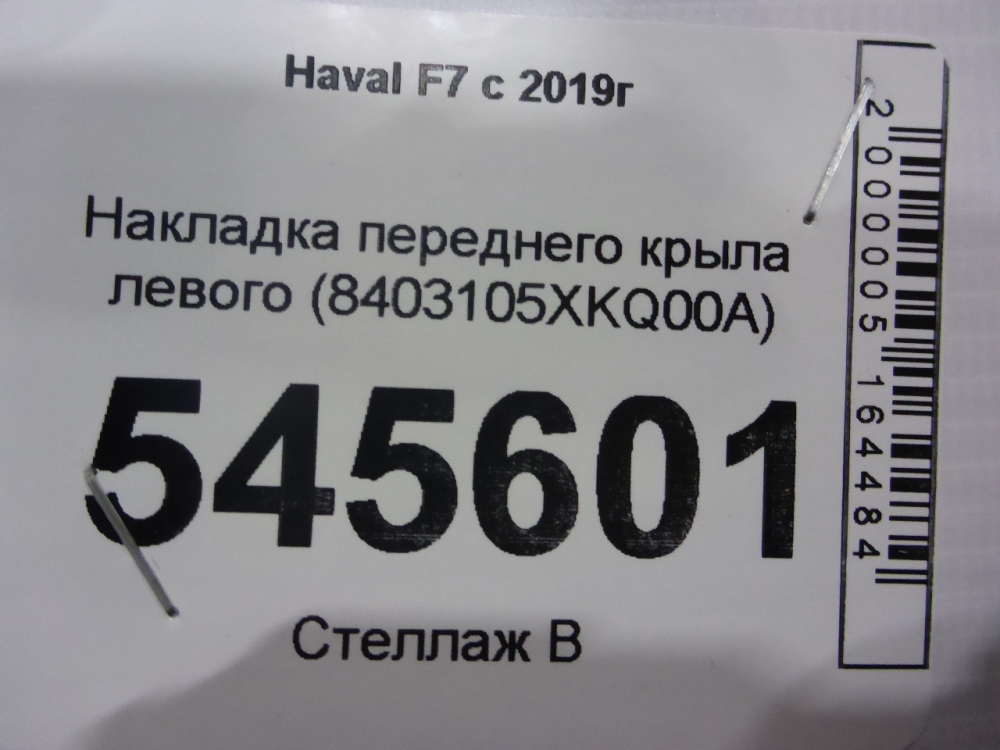 Haval F7 с 2019г
Накладка переднего крыла
левого (8403105XKQ00A)
545601
Стеллаж В
2000005164484